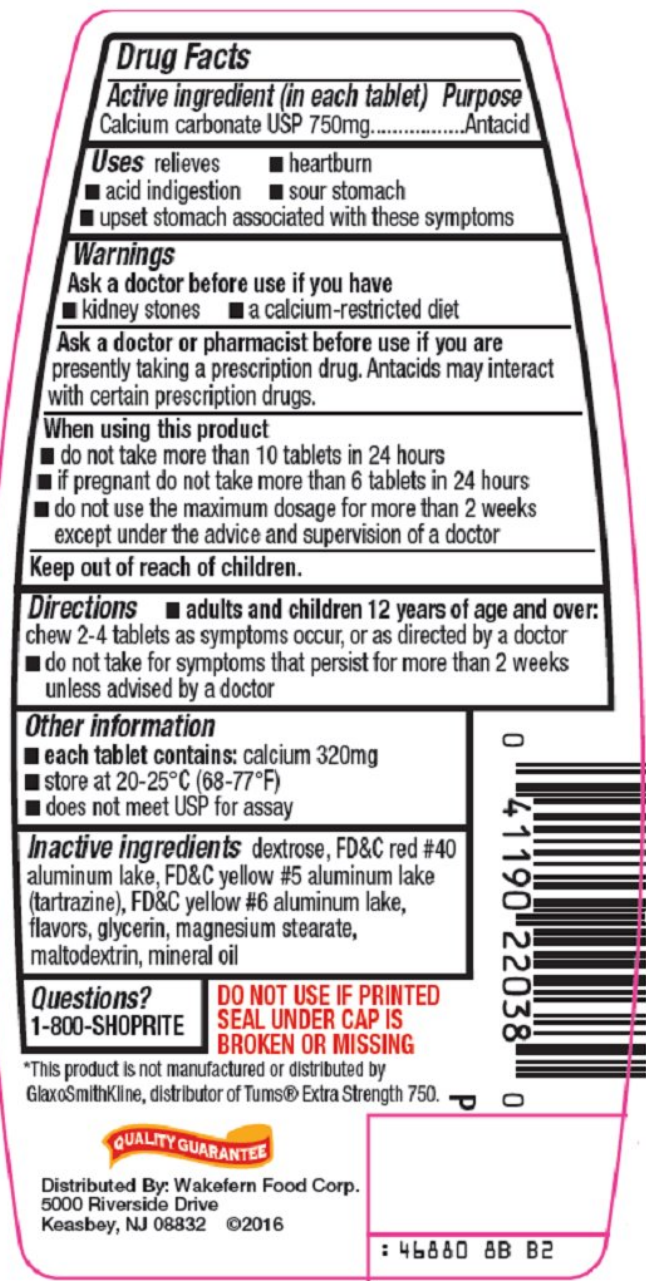 Drug Facts
Active ingredient (in each tablet) Purpose
Calcium carbonate USP 750mg..................Antacid
Uses relieves ■ heartburn
■ acid indigestion ■ sour stomach
■ upset stomach associated with these symptoms
Warnings
Ask a doctor before use if you have
■ kidney stones ■ a calcium-restricted diet
Ask a doctor or pharmacist before use if you are
presently taking a prescription drug. Antacids may interact
with certain prescription drugs.
When using this product
■ do not take more than 10 tablets in 24 hours
■ if pregnant do not take more than 6 tablets in 24 hours
■ do not use the maximum dosage for more than 2 weeks
except under the advice and supervision of a doctor
Keep out of reach of children.
Directions ■ adults and children 12 years of age and over:
chew 2-4 tablets as symptoms occur, or as directed by a doctor
■ do not take for symptoms that persist for more than 2 weeks
unless advised by a doctor
Other information
■ each tablet contains: calcium 320mg
■ store at 20-25°C (68-77°F)
■ does not meet USP for assay
Inactive ingredients dextrose, FD&C red #40
aluminum lake, FD&C yellow #5 aluminum lake
(tartrazine), FD&C yellow #6 aluminum lake,
flavors, glycerin, magnesium stearate,
maltodextrin, mineral oil
0 41190 22038 0
Questions?
1-800-SHOPRITE
DO NOT USE IF PRINTED
SEAL UNDER CAP IS
BROKEN OR MISSING
*This product is not manufactured or distributed by
GlaxoSmithKline, distributor of Tums® Extra Strength 750.
P
QUALITY GUARANTEE
Distributed By: Wakefern Food Corp.
5000 Riverside Drive
Keasbey, NJ 08832 ©2016
: 46880 8B B2